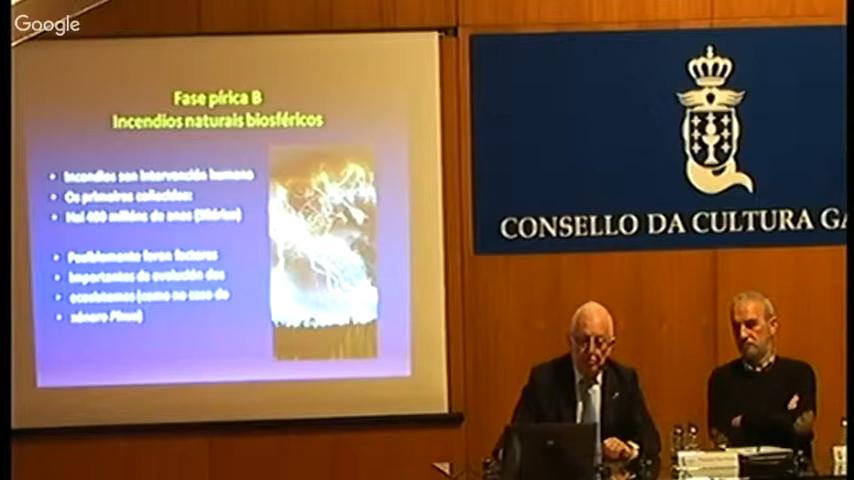 Google
Fase pírica B
Incendios naturais biosféricos
• Incendios sen intervención humana
• Os primeiros coñecidos:
• Hai 400 millóns de anos (Silúrico)
• Posiblemente foron factores
• importantes de evolución dos
• ecosistemas (como no caso do
• xénero Pinus)
CONSELLO DA CULTURA GA